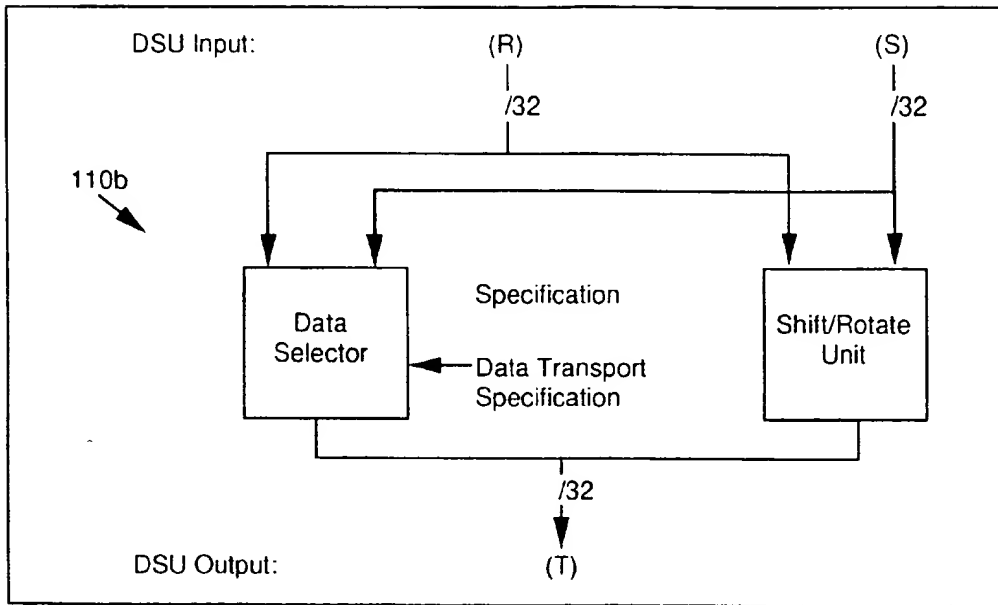 DSU Input: (R) (S)
/32 /32
110b
Specification
Data
Selector
Shift/Rotate
Unit
Data Transport
Specification
/32
DSU Output: (T)